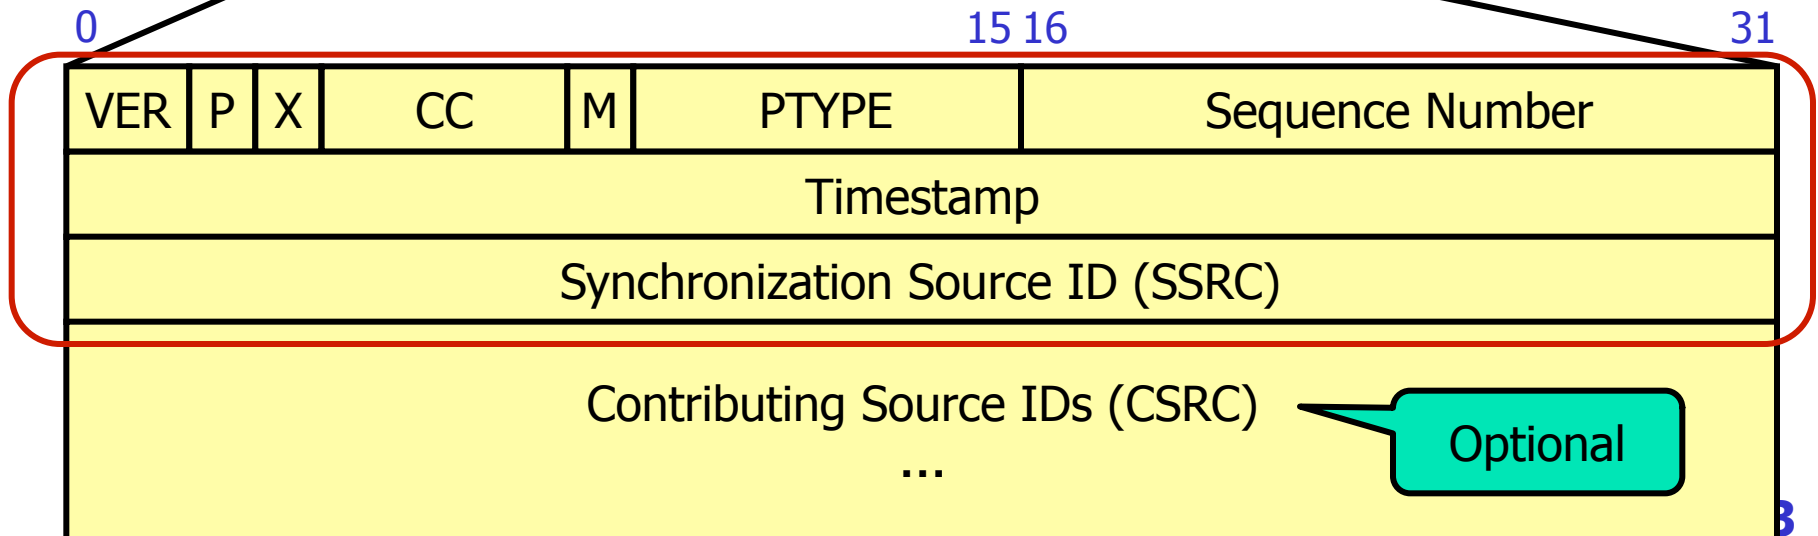 0 15 16 31
VER P X CC M PTYPE Sequence Number
Timestamp
Synchronization Source ID (SSRC)
Contributing Source IDs (CSRC)
Optional
...